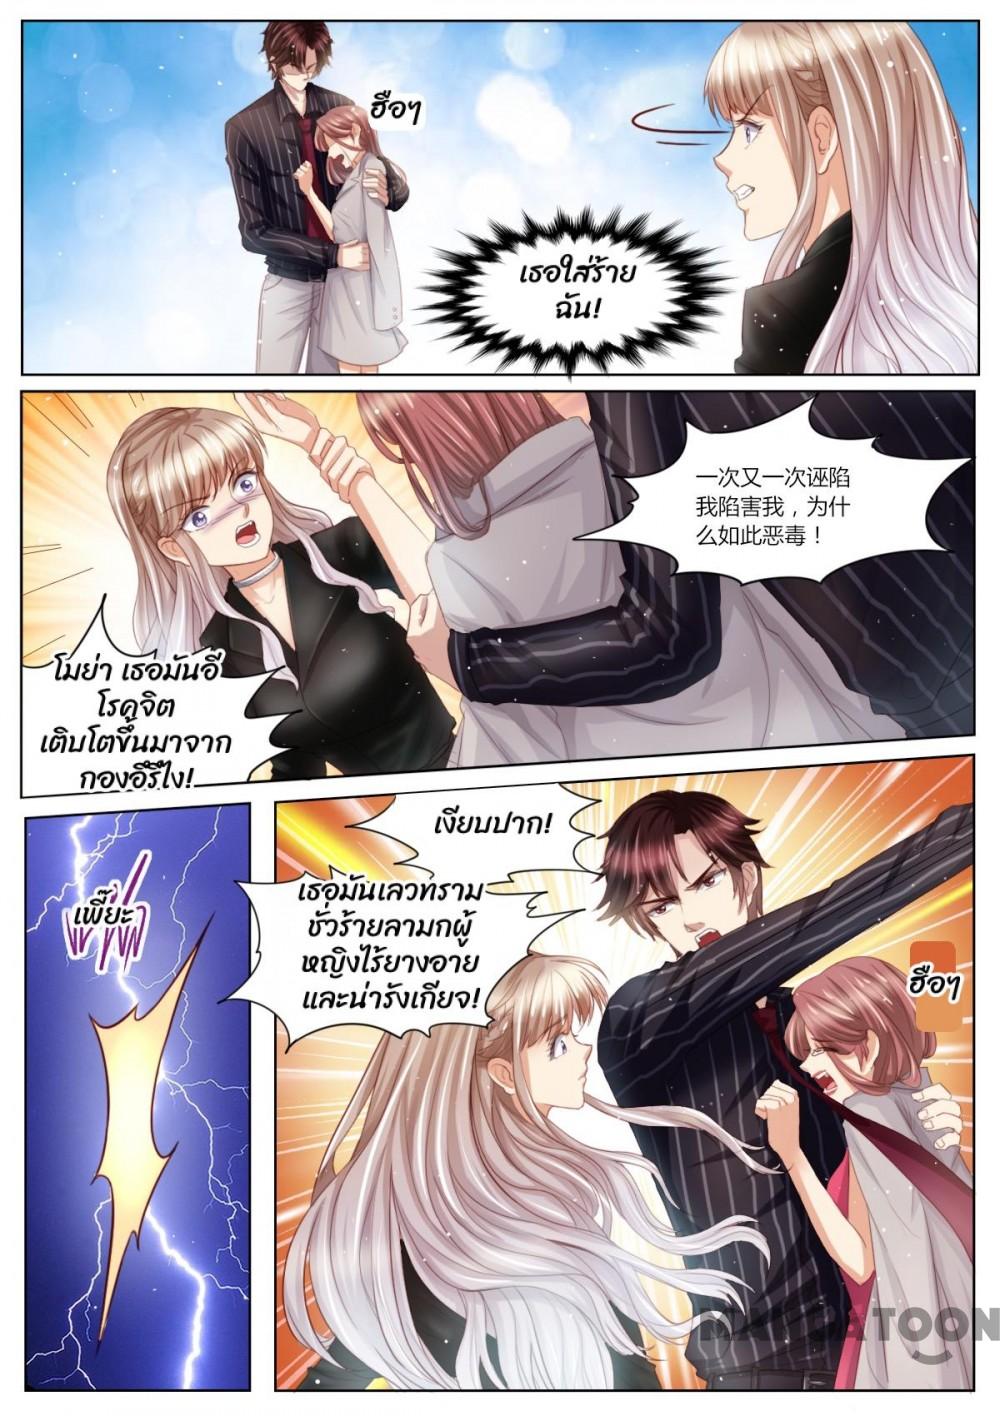 ฮือๆ
เธอใส่ร้าย
ฉัน!
一次又一次诬陷
我陷害我，为什
么如此恶毒！
โมย่า เธอมันอี
โรคจิต
เติบโตขึ้นมาจาก
กองอึรึไง!
เพี๊ยะ
เงียบปาก!
เธอมันเลวทราม
ชั่วร้ายลามกผู้
หญิงไร้ยางอาย
และน่ารังเกียจ!
ฮือๆ
MANGATOON